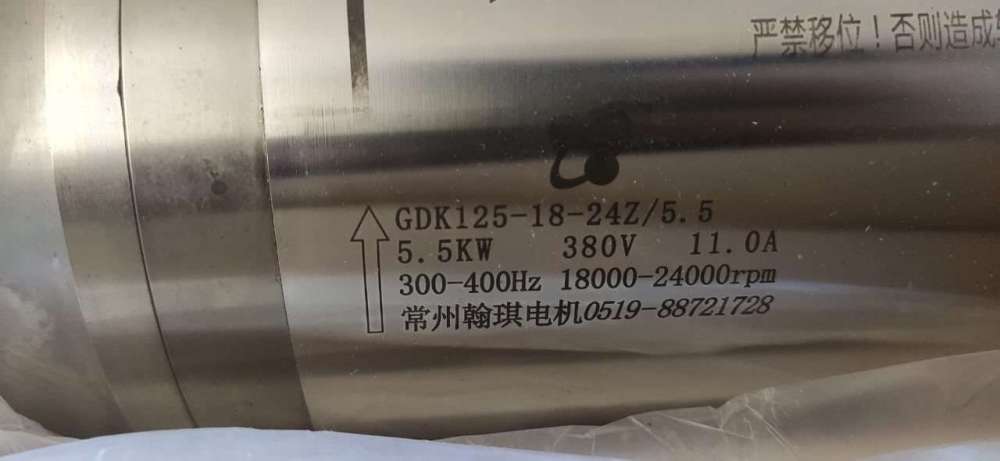 严禁移位！否则造成
GDK125-18-24Z/5.5
5.5KW 380V 11.0A
300-400Hz 18000-24000rpm
常州翰琪电机0519-88721728